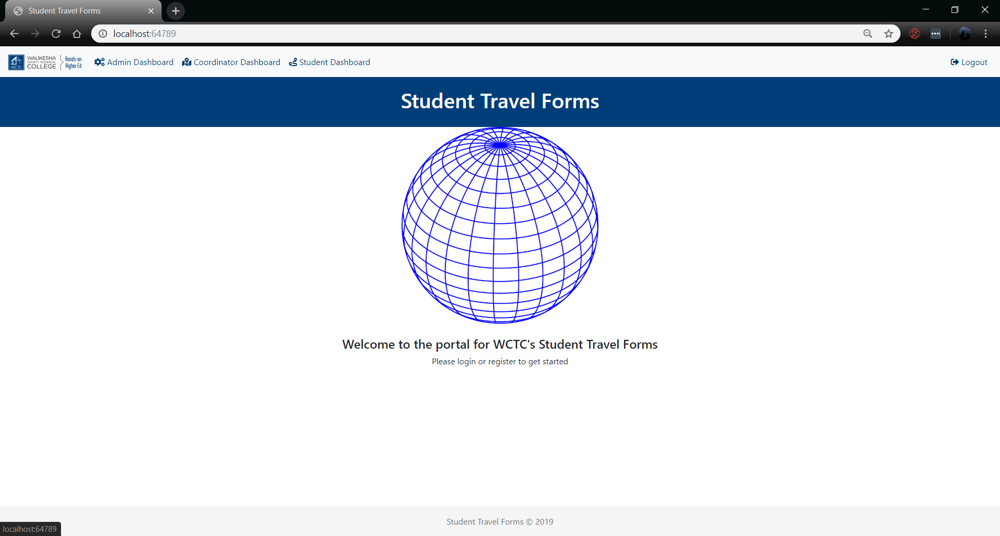 Student Travel Forms
localhost:64789
WCTC
WAUKESHA
COUNTY TECHNICAL
COLLEGE
Hands-on
Higher Ed
Admin Dashboard
Coordinator Dashboard
Student Dashboard
Logout
Student Travel Forms
Welcome to the portal for WCTC's Student Travel Forms
Please login or register to get started
Student Travel Forms © 2019
localhost:64789